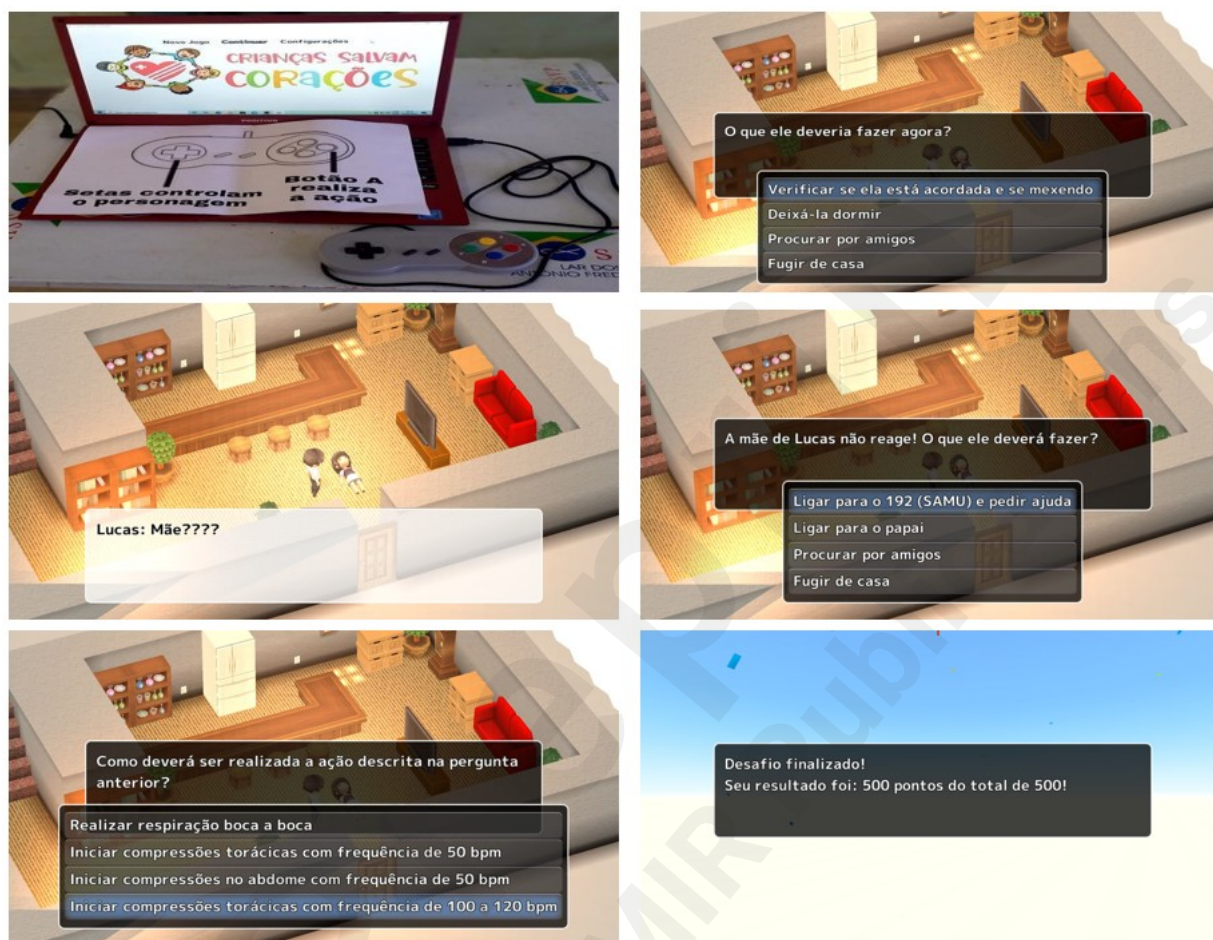 Novo Jogo Continuar Configurações
CRIANÇAS SALVAM
CORAÇÕES
Setas controlam
o personagem
Botão A
realiza
a ação
LAR DOS
O que ele deveria fazer agora?
Verificar se ela está acordada e se mexendo
Deixá-la dormir
Procurar por amigos
Fugir de casa
Lucas: Mãe????
A mãe de Lucas não reage! O que ele deverá fazer?
Ligar para o 192 (SAMU) e pedir ajuda
Ligar para o papai
Procurar por amigos
Fugir de casa
Como deverá ser realizada a ação descrita na pergunta
anterior?
Realizar respiração boca a boca
Iniciar compressões torácicas com frequência de 50 bpm
Iniciar compressões no abdome com frequência de 50 bpm
Iniciar compressões torácicas com frequência de 100 a 120 bpm
Desafio finalizado!
Seu resultado foi: 500 pontos do total de 500!